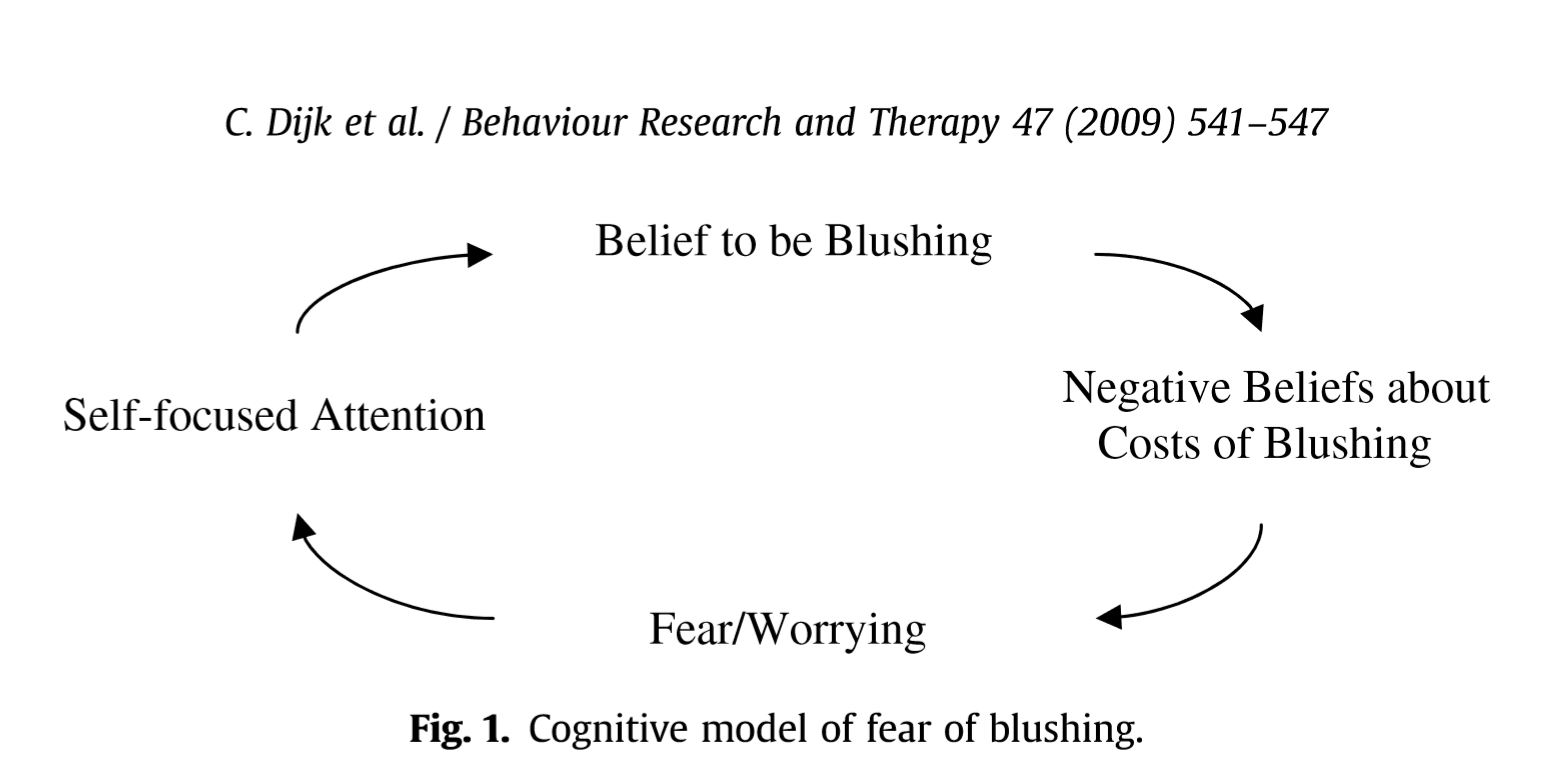 C. Dijk et al. / Behaviour Research and Therapy 47 (2009) 541–547
Belief to be Blushing
Negative Beliefs about
Costs of Blushing
Self-focused Attention
Fear/Worrying
Fig. 1. Cognitive model of fear of blushing.